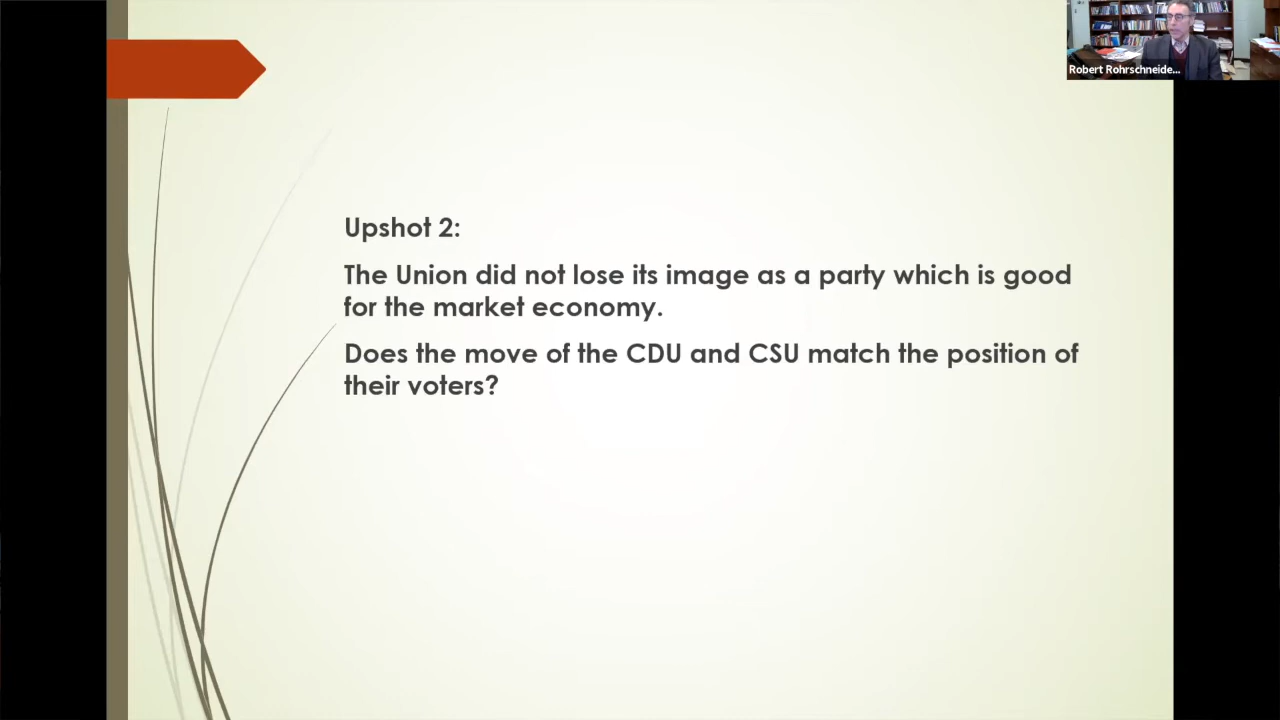 Robert Rohrschneide...
Upshot 2:
The Union did not lose its image as a party which is good
for the market economy.
Does the move of the CDU and CSU match the position of
their voters?